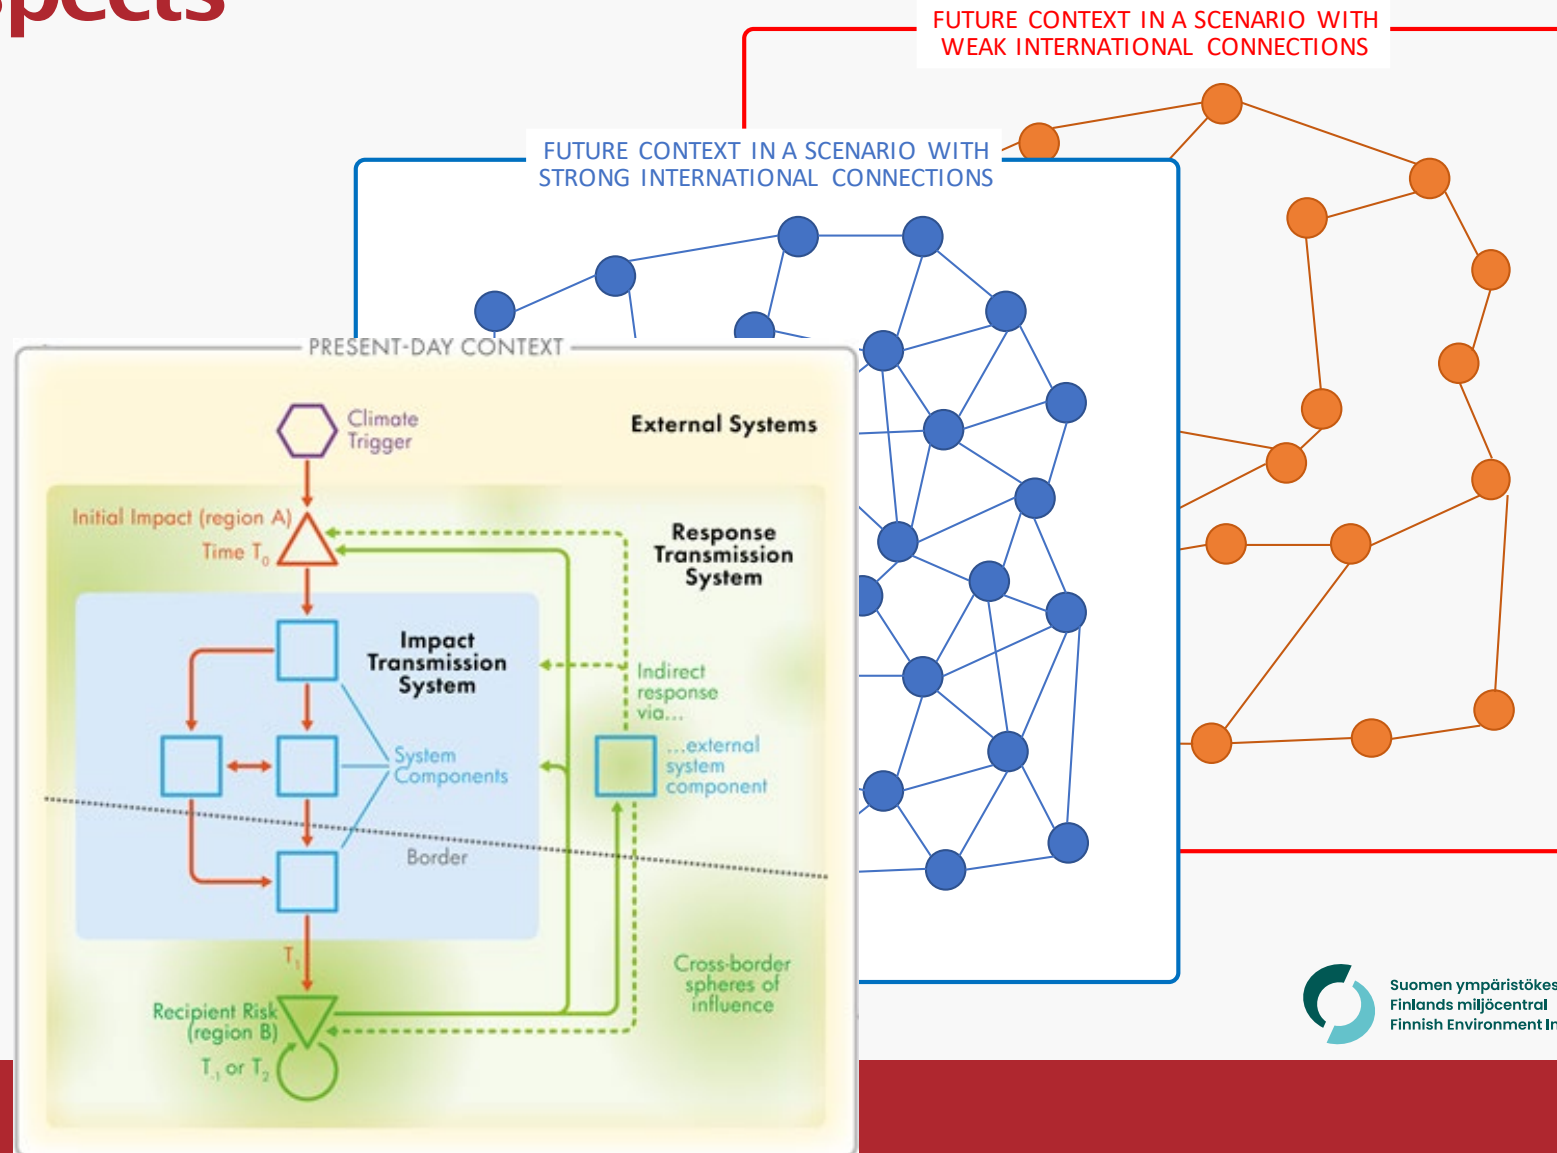 FUTURE CONTEXT IN A SCENARIO WITH
WEAK INTERNATIONAL CONNECTIONS
FUTURE CONTEXT IN A SCENARIO WITH
STRONG INTERNATIONAL CONNECTIONS
PRESENT-DAY CONTEXT
Climate
Trigger
External Systems
Initial Impact (region A)
Time T0
Response
Transmission
System
Impact
Transmission
System
Indirect
response
via...
System
Components
...external
system
component
Border
T1
Cross-border
spheres of
influence
Recipient Risk
(region B)
T-1 or T2
Suomen ympäristökes
Finlands miljöcentral
Finnish Environment In